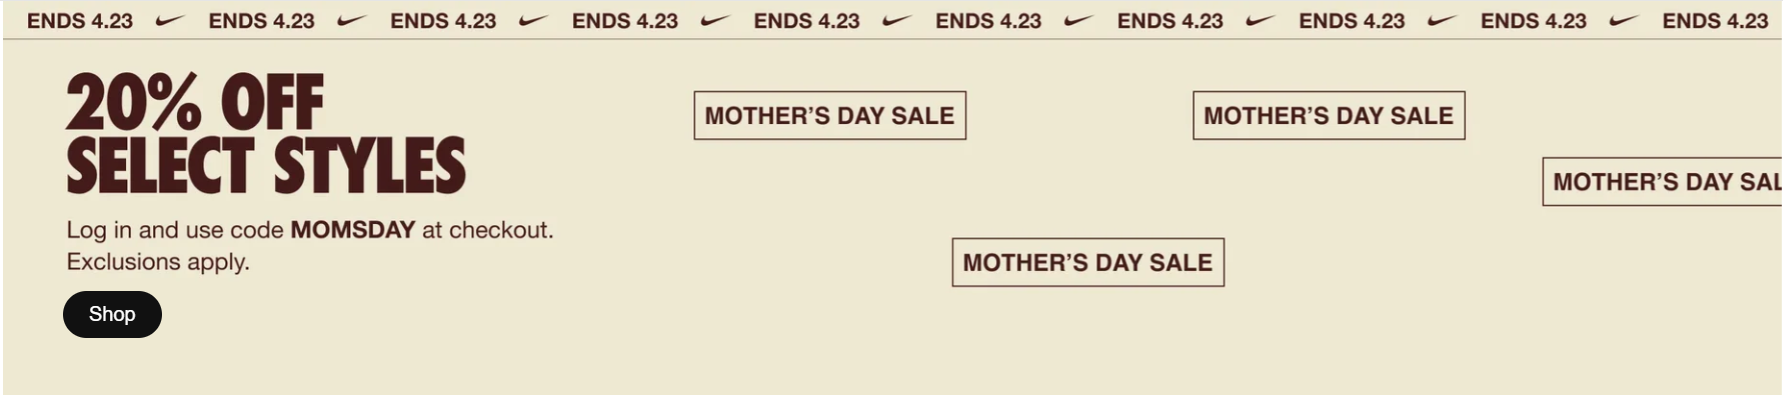 ENDS 4.23 ENDS 4.23 ENDS 4.23 ENDS 4.23 ENDS 4.23 ENDS 4.23 ENDS 4.23 ENDS 4.23 ENDS 4.23 ENDS 4.23
20% OFF
SELECT STYLES
Log in and use code MOMSDAY at checkout.
Exclusions apply.
Shop
MOTHER’S DAY SALE
MOTHER’S DAY SALE
MOTHER’S DAY SAL
MOTHER’S DAY SALE